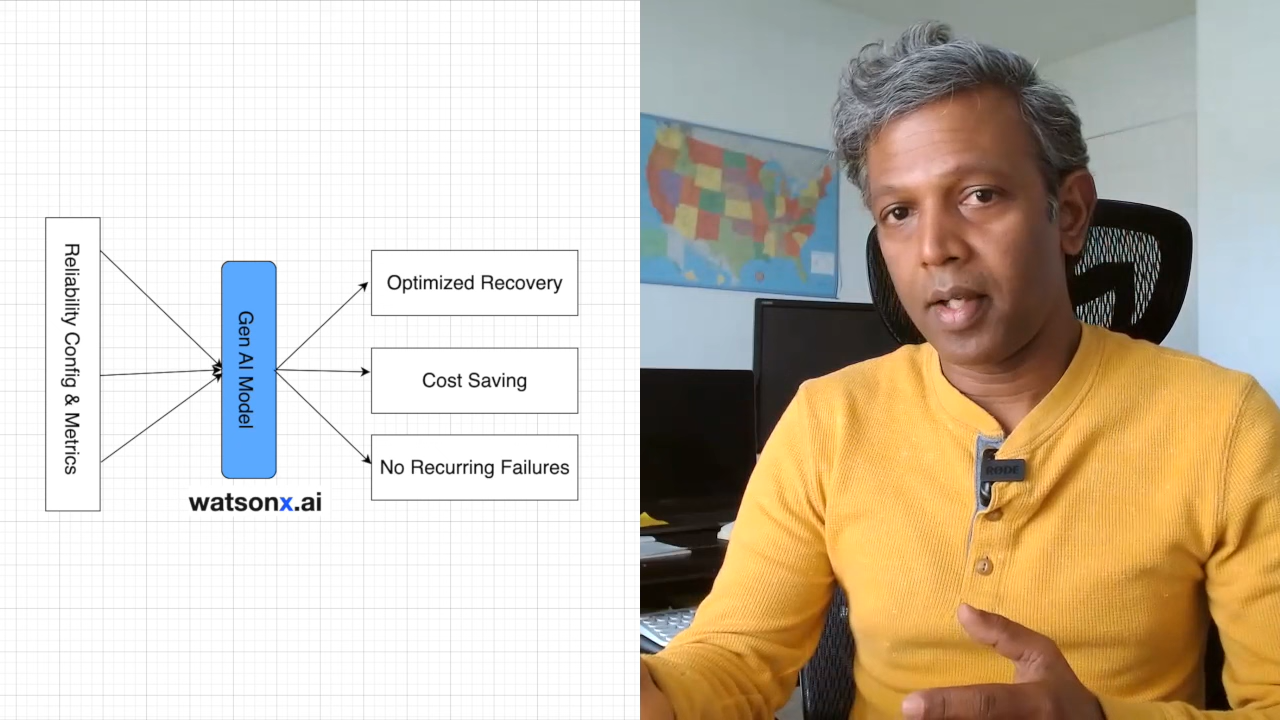 Reliability Config & Metrics
Gen AI Model
watsonx.ai
Optimized Recovery
Cost Saving
No Recurring Failures
RODE